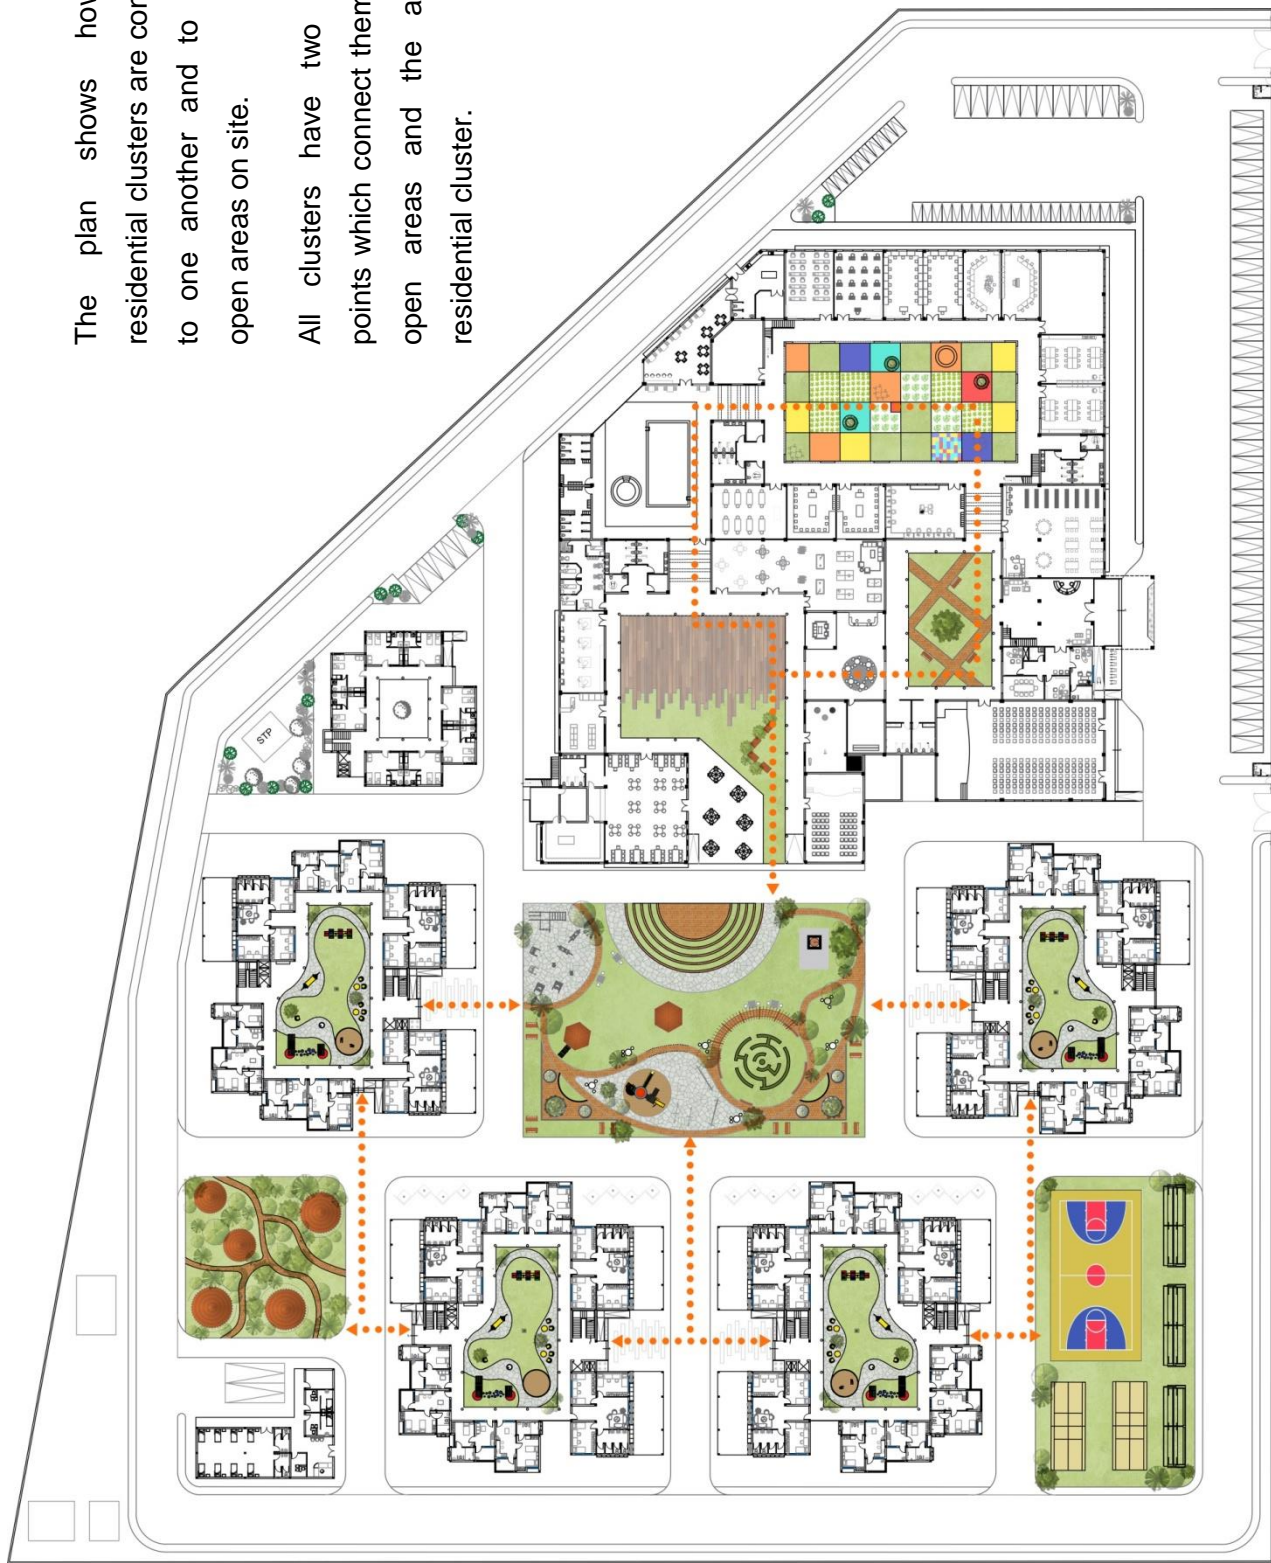 The plan shows
residential clusters are
to one another and to
open areas on site.
All clusters have two
points which connect them
open areas and the
residential cluster.
STP